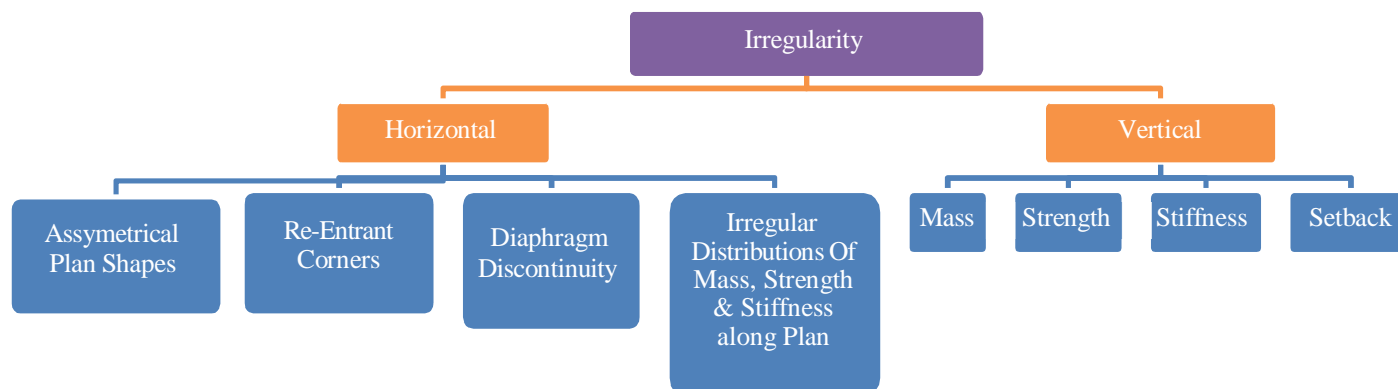 Irregularity
Horizontal
Vertical
Assymetrical
Plan Shapes
Re-Entrant
Corners
Diaphragm
Discontinuity
Irregular
Distributions Of
Mass, Strength
& Stiffness
along Plan
Mass
Strength
Stiffness
Setback